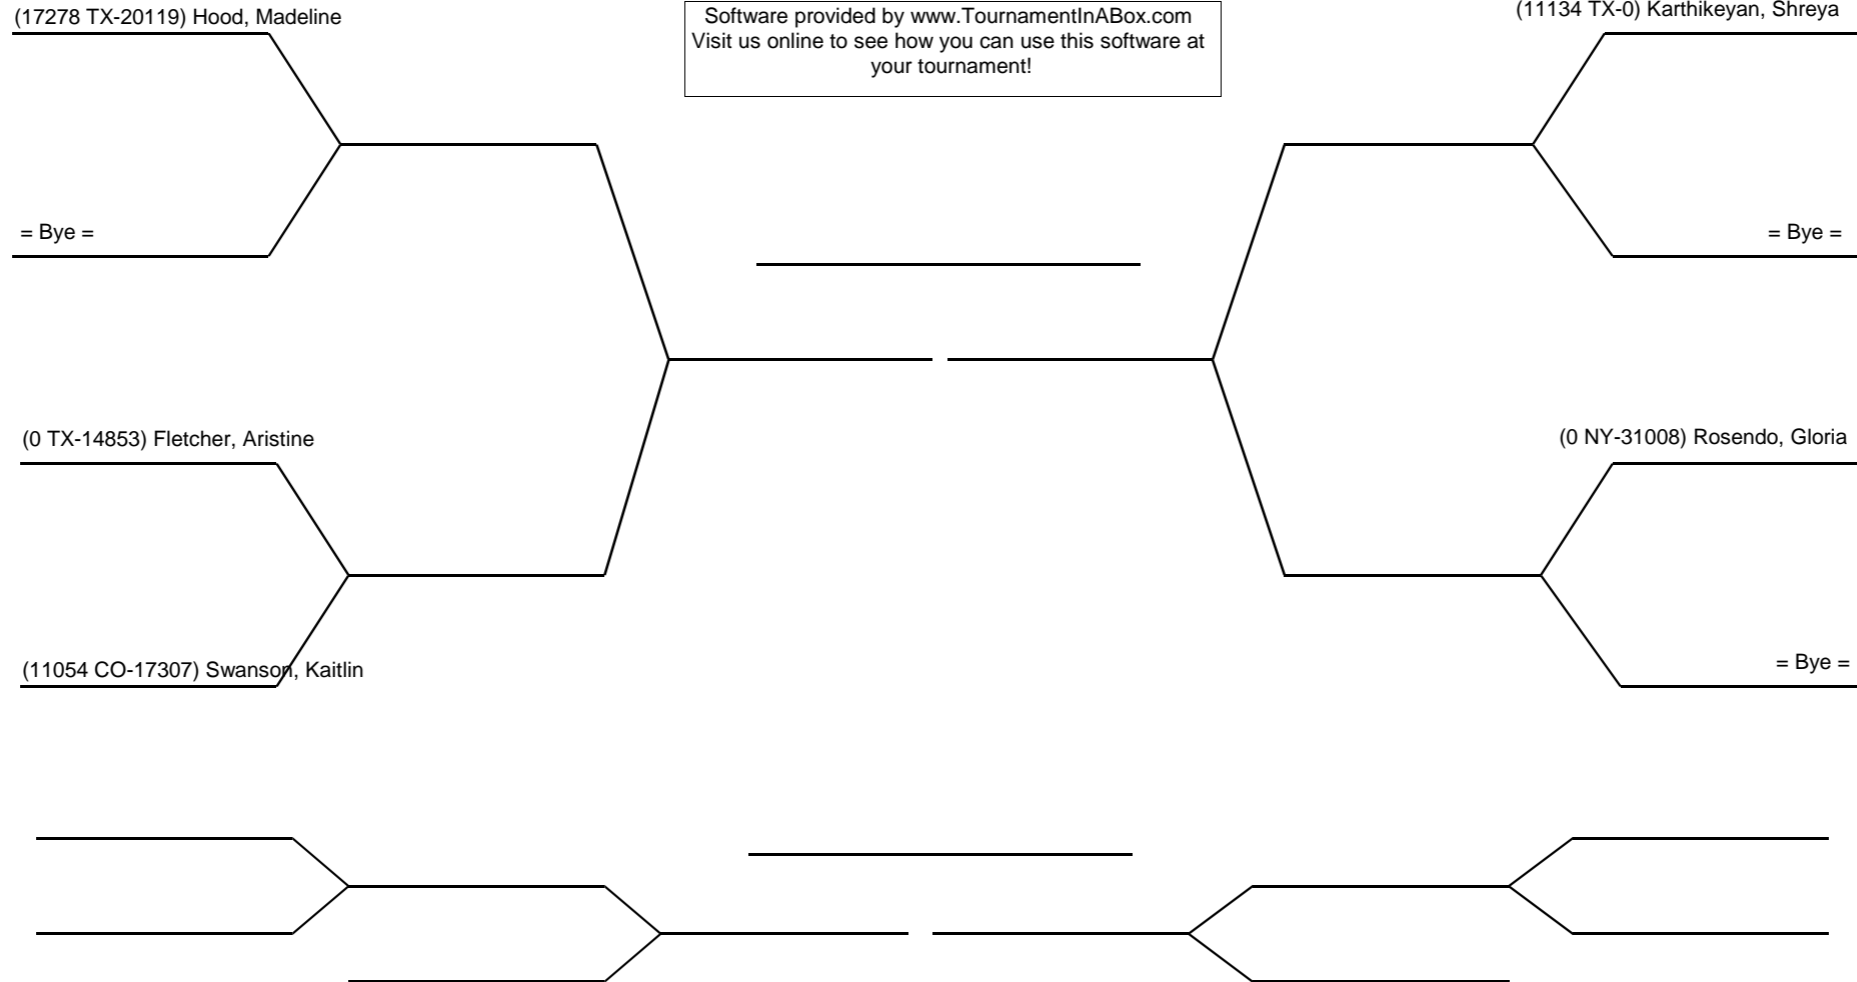 (17278 TX-20119) Hood, Madeline
Software provided by www.TournamentInABox.com
Visit us online to see how you can use this software at
your tournament!
(11134 TX-0) Karthikeyan, Shreya
= Bye =
= Bye =
(0 TX-14853) Fletcher, Aristine
(0 NY-31008) Rosendo, Gloria
(11054 CO-17307) Swanson, Kaitlin
= Bye =